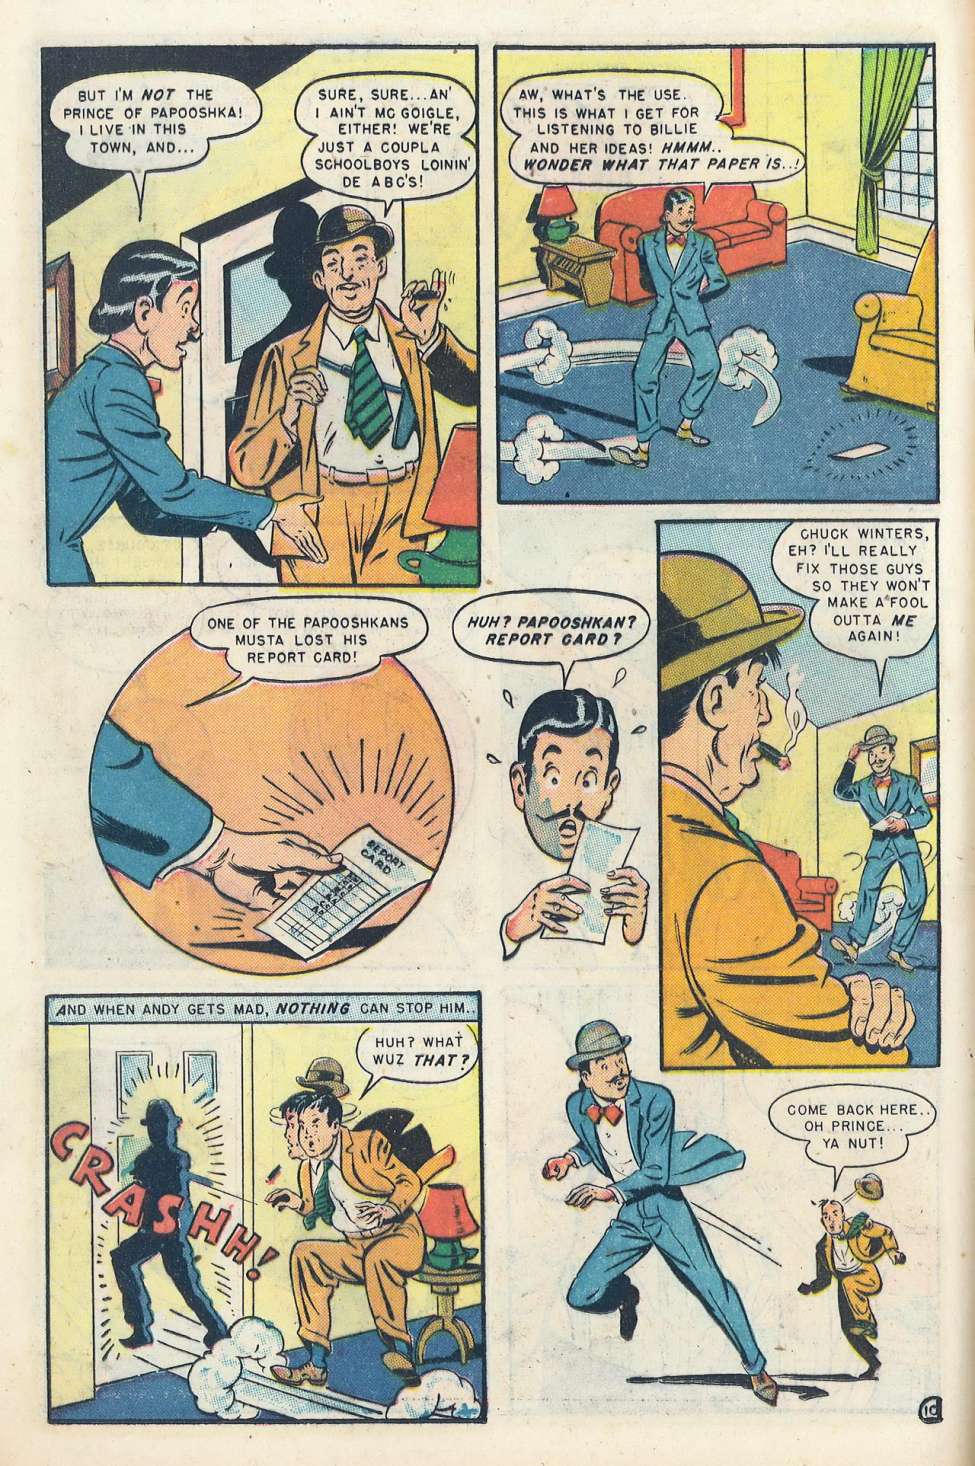 BUT I'M NOT THE
PRINCE OF PAPOOSHKA!
I LIVE IN THIS
TOWN, AND...
SURE, SURE...AN'
I AIN'T MC GOIGLE,
EITHER! WE'RE
JUST A COUPLA
SCHOOLBOYS LOININ'
DE ABC'S!
AW, WHAT'S THE USE.
THIS IS WHAT I GET FOR
LISTENING TO BILLIE
AND HER IDEAS! HMMM..
WONDER WHAT THAT PAPER IS..!
ONE OF THE PAPOOSHKANS
MUSTA LOST HIS
REPORT CARD!
REPORT
CARD
HUH? PAPOOSHKAN?
REPORT CARD?
CHUCK WINTERS,
EH? I'LL REALLY
FIX THOSE GUYS
SO THEY WON'T
MAKE A FOOL
OUTTA ME
AGAIN!
AND WHEN ANDY GETS MAD, NOTHING CAN STOP HIM..
CRASHH!
HUH? WHAT
WUZ THAT?
COME BACK HERE..
OH PRINCE...
YA NUT!
10